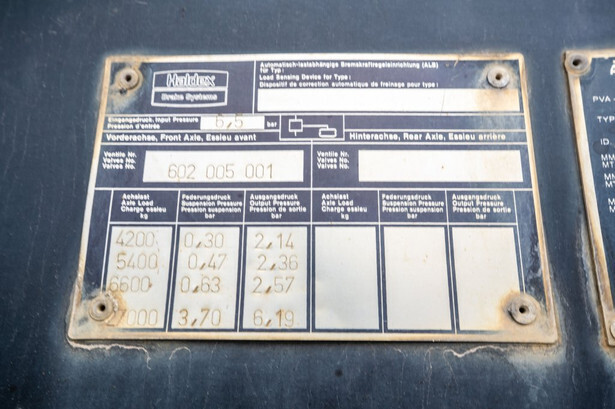 Haldex
Brake Systems
Automatisch-lastabhängige Bremskraftregeleinrichtung (ALB)
für Typ:
Load Sensing Device for Type:
Dispositif de correction automatique de freinage pour type:
Eingangsdruck, Input Pressure
Pression d'entrée
6,5 bar
Vorderachse, Front Axle, Essieu avant
Hinterachse, Rear Axle, Essieu arrière
Ventile Nr.
Valves No.
Valves No.
602 005 001
Ventile Nr.
Valves No.
Valves No.
Achslast
Axle Load
Charge essieu
kg
Federungsdruck
Suspension Pressure
Pression suspension
bar
Ausgangsdruck
Output Pressure
Pression de sortie
bar
Achslast
Axle Load
Charge essieu
kg
Federungsdruck
Suspension Pressure
Pression suspension
bar
Ausgangsdruck
Output Pressure
Pression de sortie
bar
4200 0,30 2,14
5400 0,47 2,36
6600 0,63 2,57
27000 3,70 6,19
PVA-
TYP
ID.